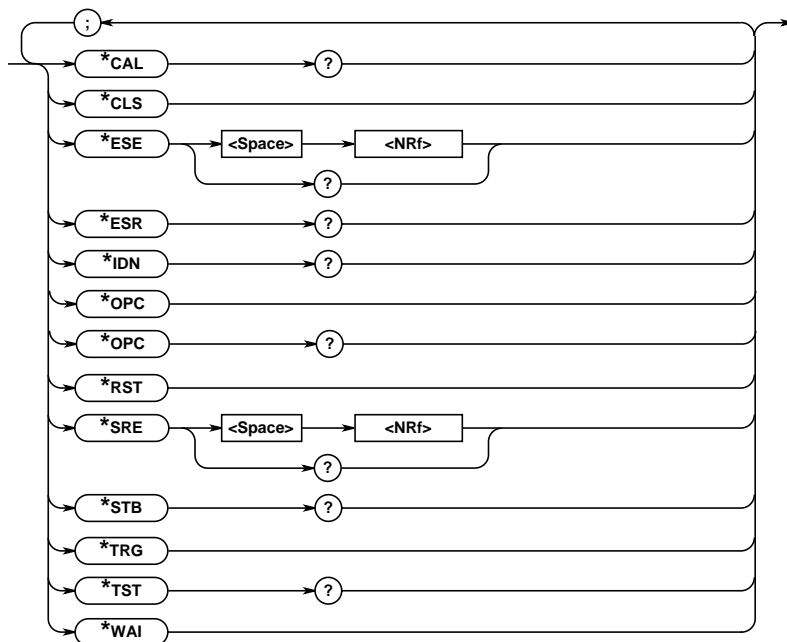 ;
*CAL ?
*CLS
*ESE <Space> <NRf>
?
*ESR ?
*IDN ?
*OPC
*OPC ?
*RST
*SRE <Space> <NRf>
?
*STB ?
*TRG
*TST ?
*WAI